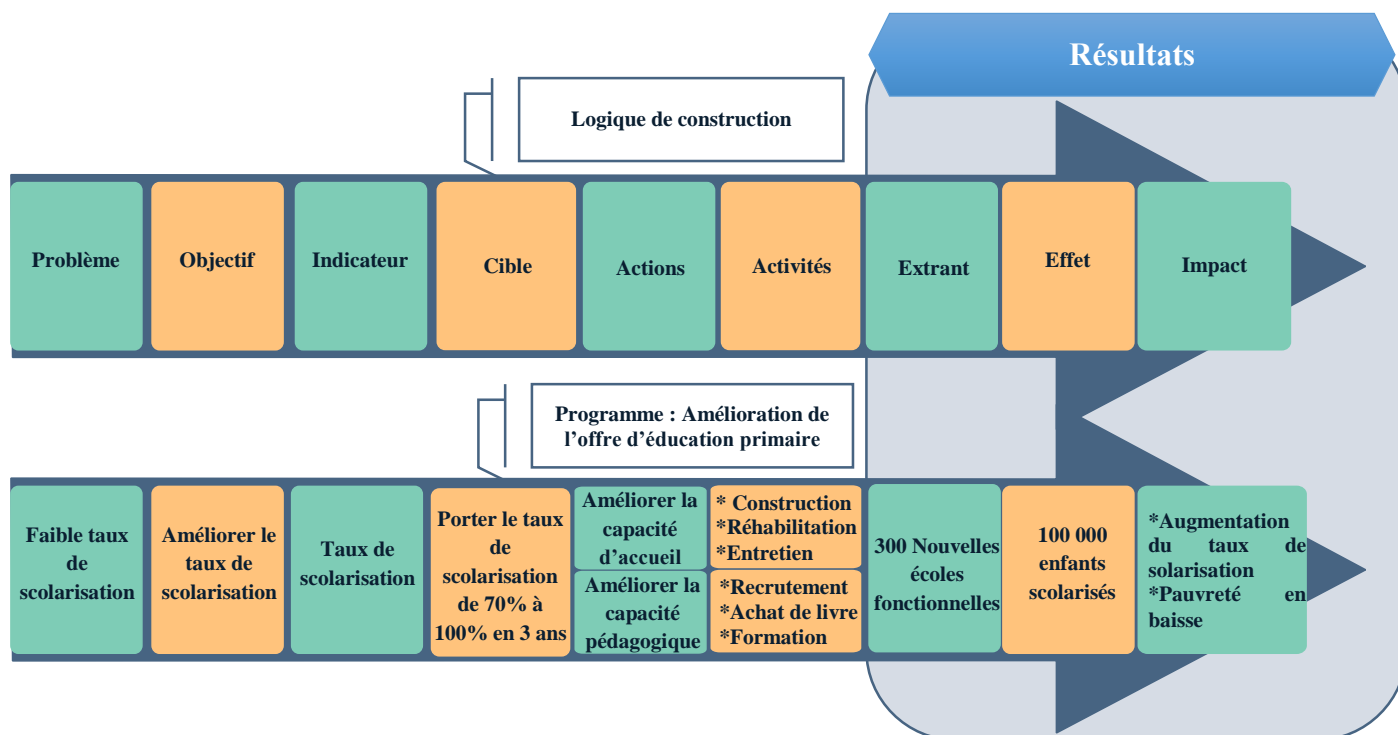 Résultats
Logique de construction
Problème
Objectif
Indicateur
Cible
Actions
Activités
Extrant
Effet
Impact
Programme : Amélioration de
l’offre d’éducation primaire
Faible taux
de
scolarisation
Améliorer le
taux de
scolarisation
Taux de
scolarisation
Porter le taux
de
scolarisation
de 70% à
100% en 3 ans
Améliorer la
capacité
d’accueil
Améliorer la
capacité
pédagogique
* Construction
*Réhabilitation
*Entretien
*Recrutement
*Achat de livre
*Formation
300 Nouvelles
écoles
fonctionnelles
100 000
enfants
scolarisés
*Augmentation
du taux de
solarisation
*Pauvreté en
baisse